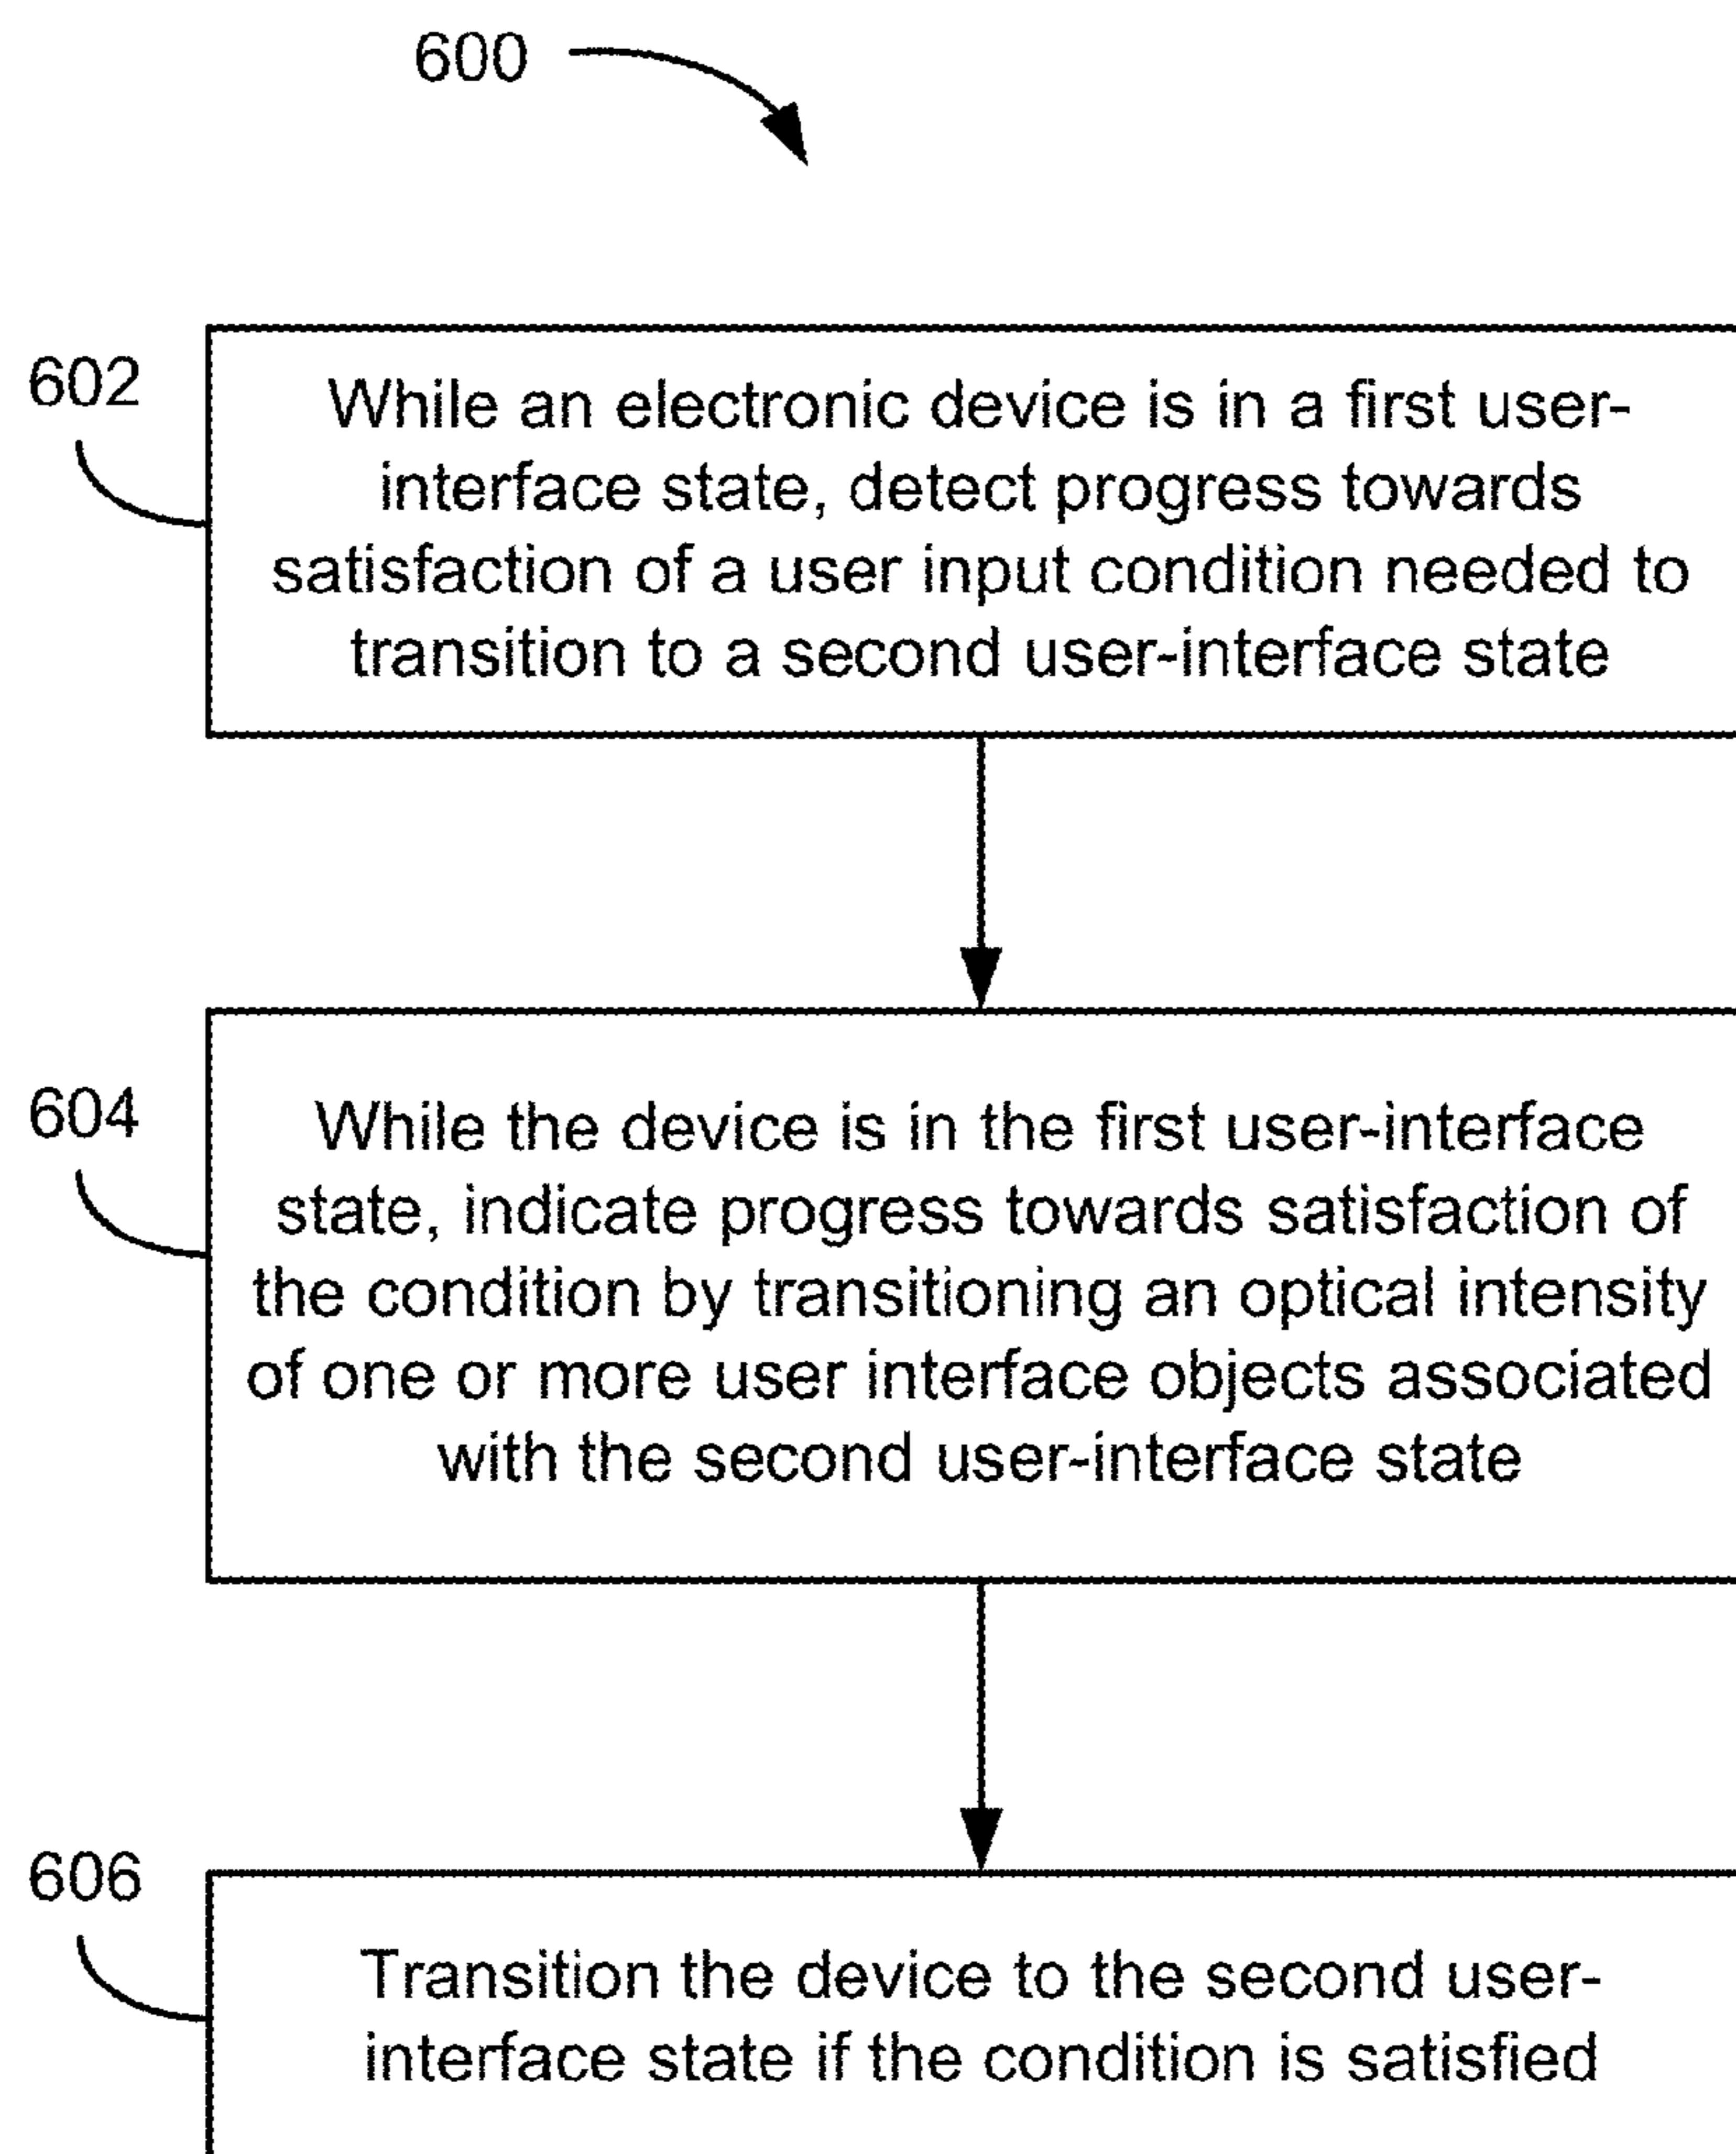 600
602
While an electronic device is in a first user-
interface state, detect progress towards
satisfaction of a user input condition needed to
transition to a second user-interface state
604
While the device is in the first user-interface
state, indicate progress towards satisfaction of
the condition by transitioning an optical intensity
of one or more user interface objects associated
with the second user-interface state
606
Transition the device to the second user-
interface state if the condition is satisfied